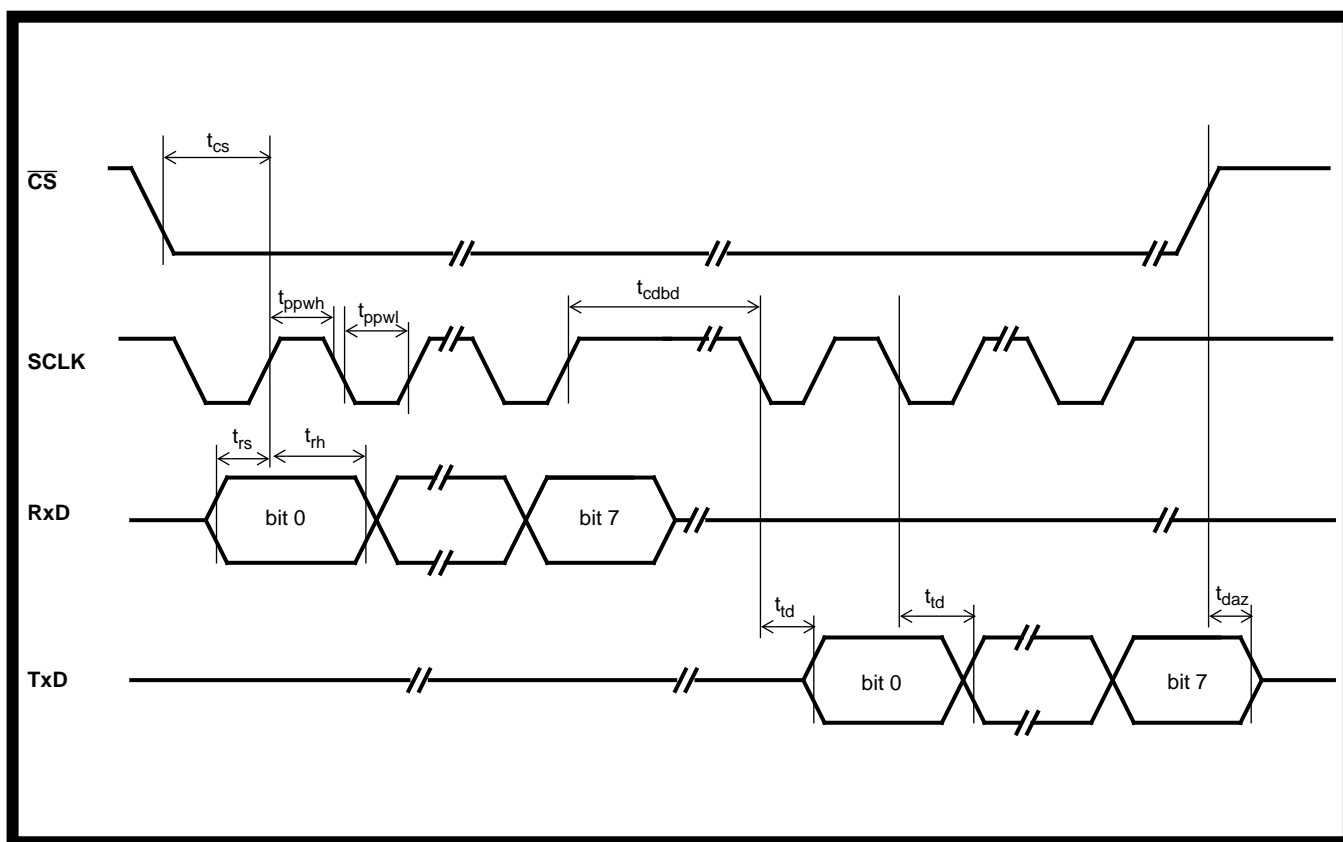 tcs
CS
tppwh
tppwl
tcdbd
SCLK
trs
trh
RxD
bit 0
bit 7
ttd
ttd
tdaz
TxD
bit 0
bit 7